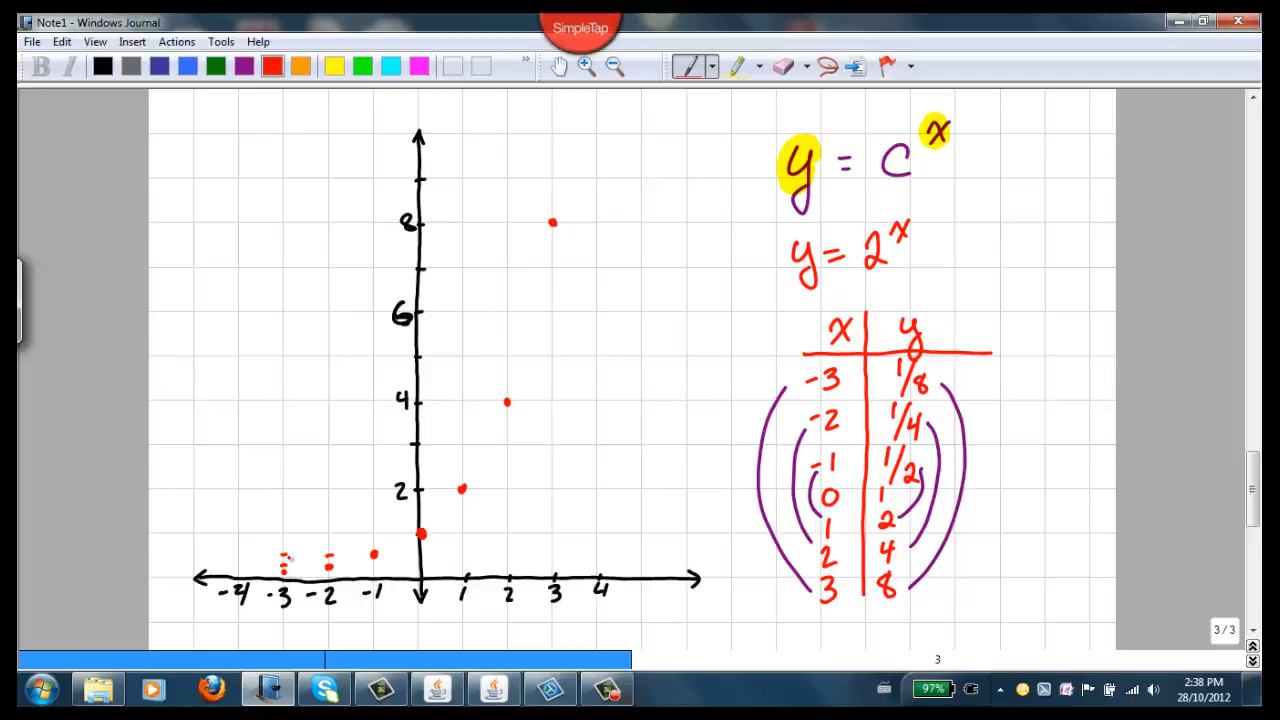 Note1 - Windows Journal
SimpleTap
File Edit View Insert Actions Tools Help
B I
y = c^x
y = 2^x
8
6
4
2
-4 -3 -2 -1 1 2 3 4
x y
-3 1/8
-2 1/4
-1 1/2
0 1
1 2
2 4
3 8
3 / 3
3
97%
2:38 PM
28/10/2012